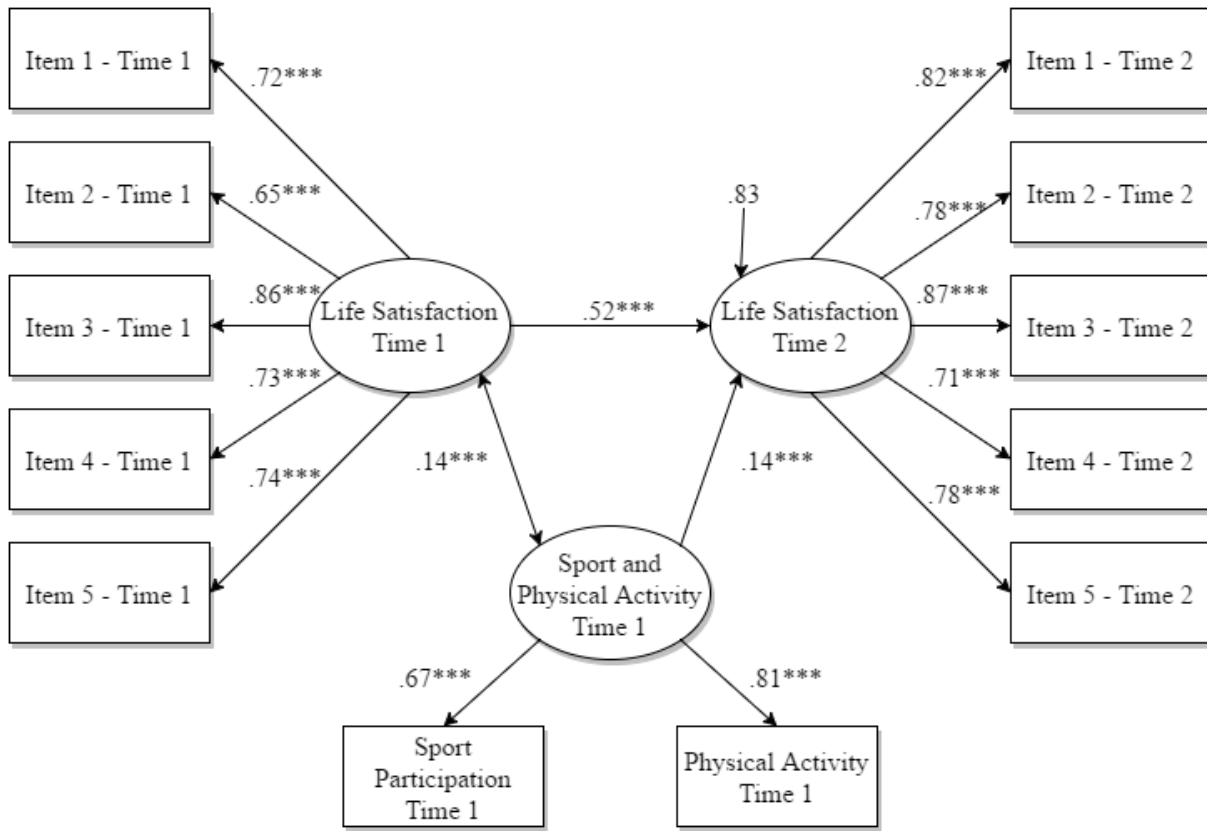 Item 1 - Time 1
.72***
.82***
Item 1 - Time 2
Item 2 - Time 1
.65***
.83
.78***
Item 2 - Time 2
Item 3 - Time 1
.86***
Life Satisfaction
Time 1
.52***
Life Satisfaction
Time 2
.87***
Item 3 - Time 2
Item 4 - Time 1
.73***
.14***
.14***
.71***
Item 4 - Time 2
Item 5 - Time 1
.74***
Sport and
Physical Activity
Time 1
.78***
Item 5 - Time 2
.67***
.81***
Sport
Participation
Time 1
Physical Activity
Time 1